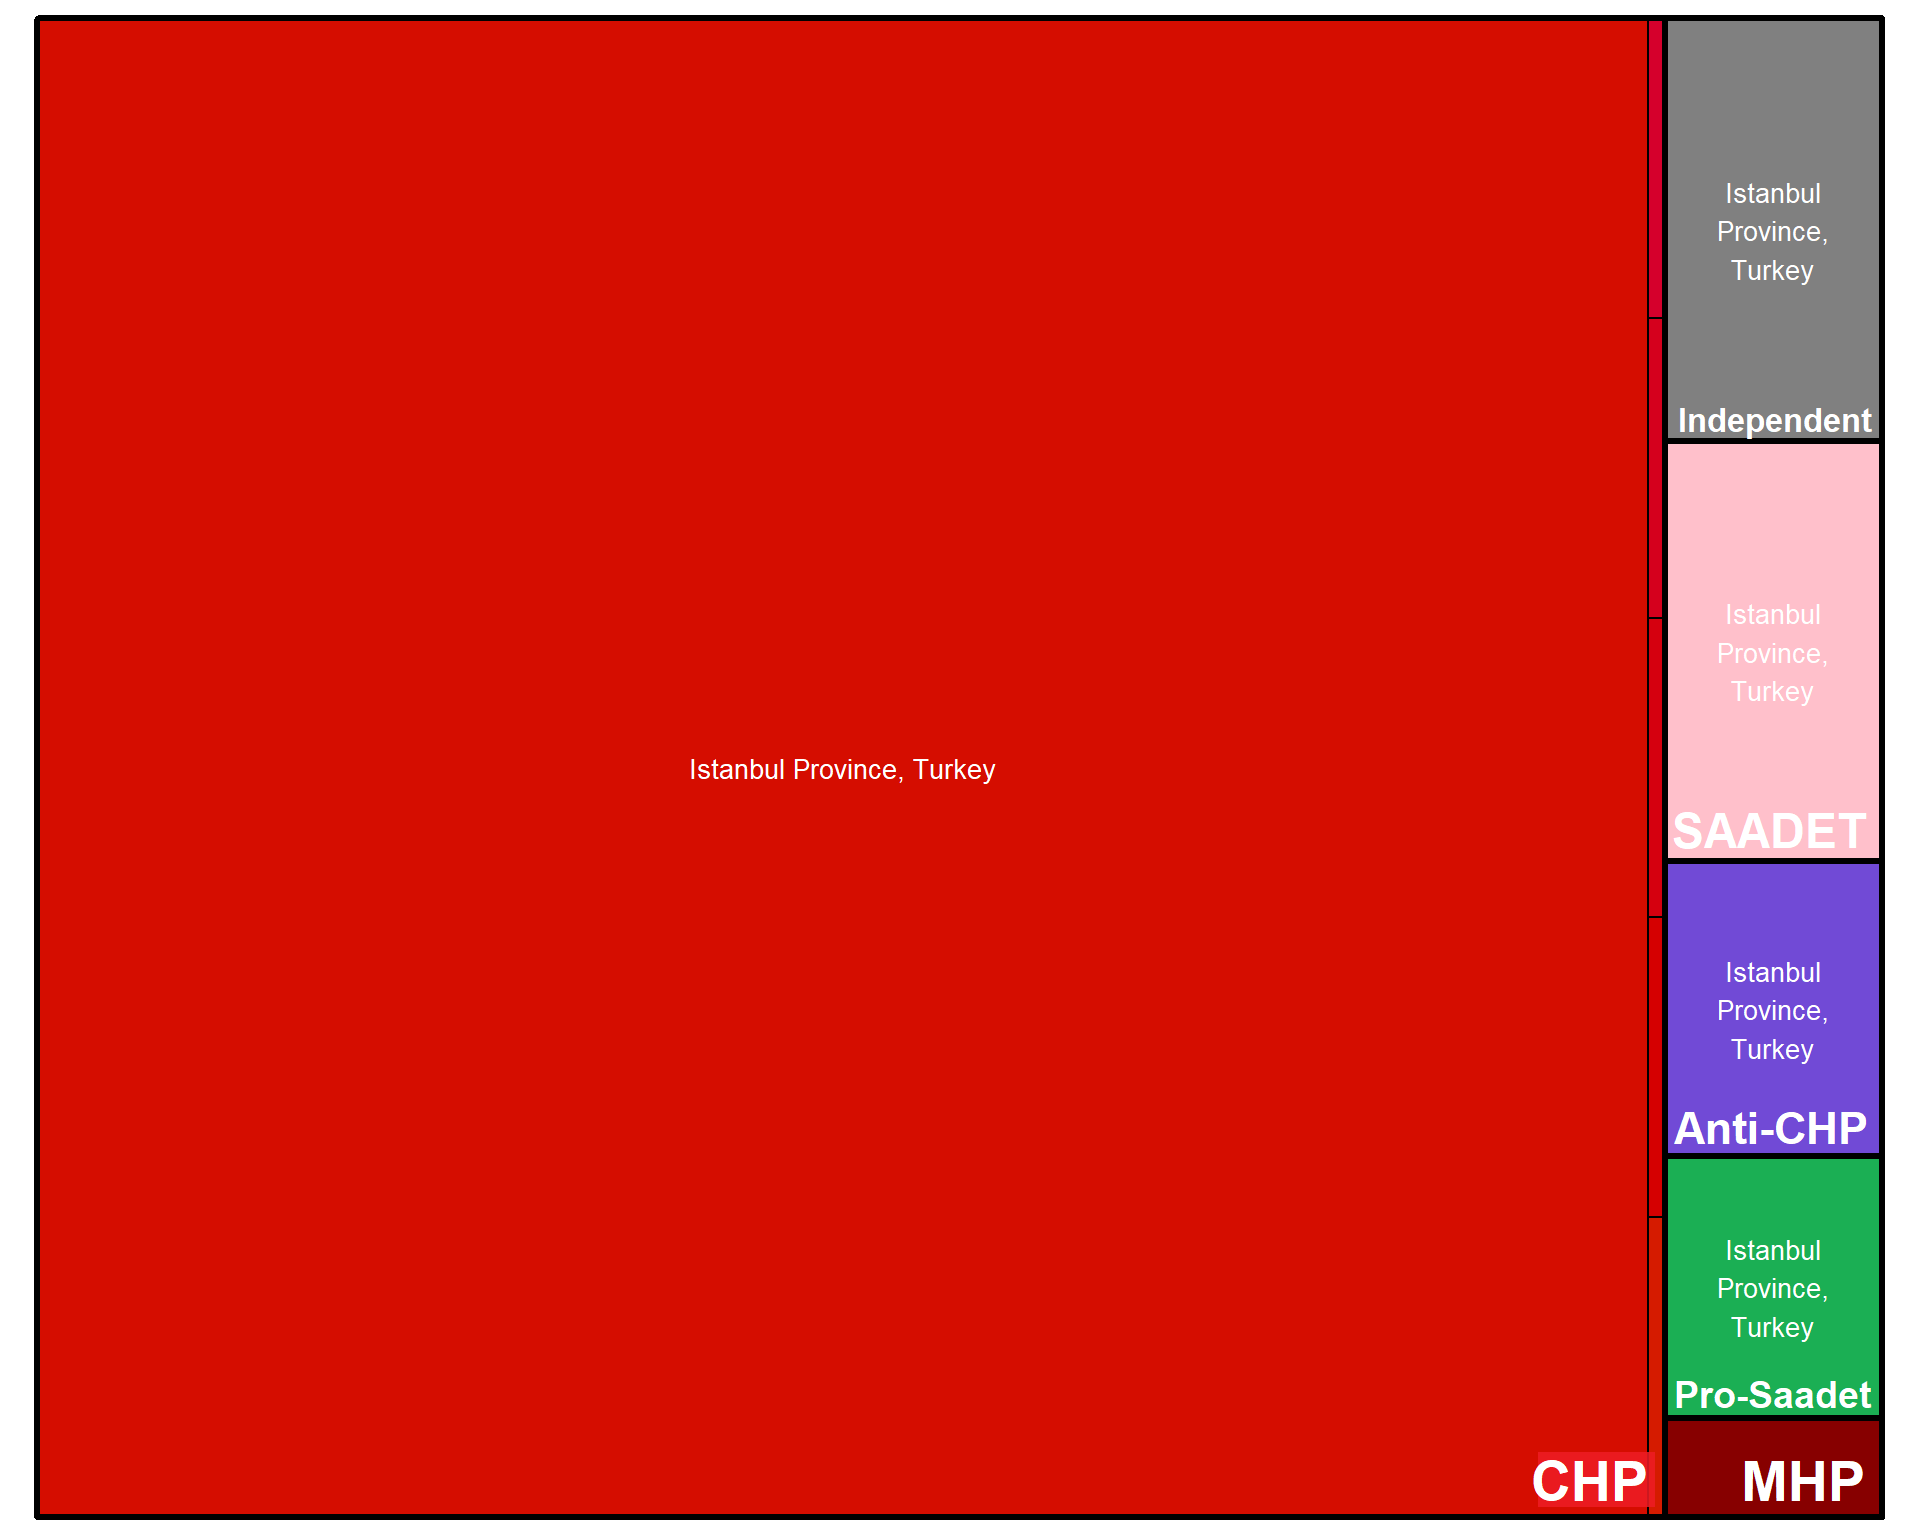 Istanbul Province, Turkey
CHP
Istanbul
Province,
Turkey
Independent
Istanbul
Province,
Turkey
SAADET
Istanbul
Province,
Turkey
Anti-CHP
Istanbul
Province,
Turkey
Pro-Saadet
MHP